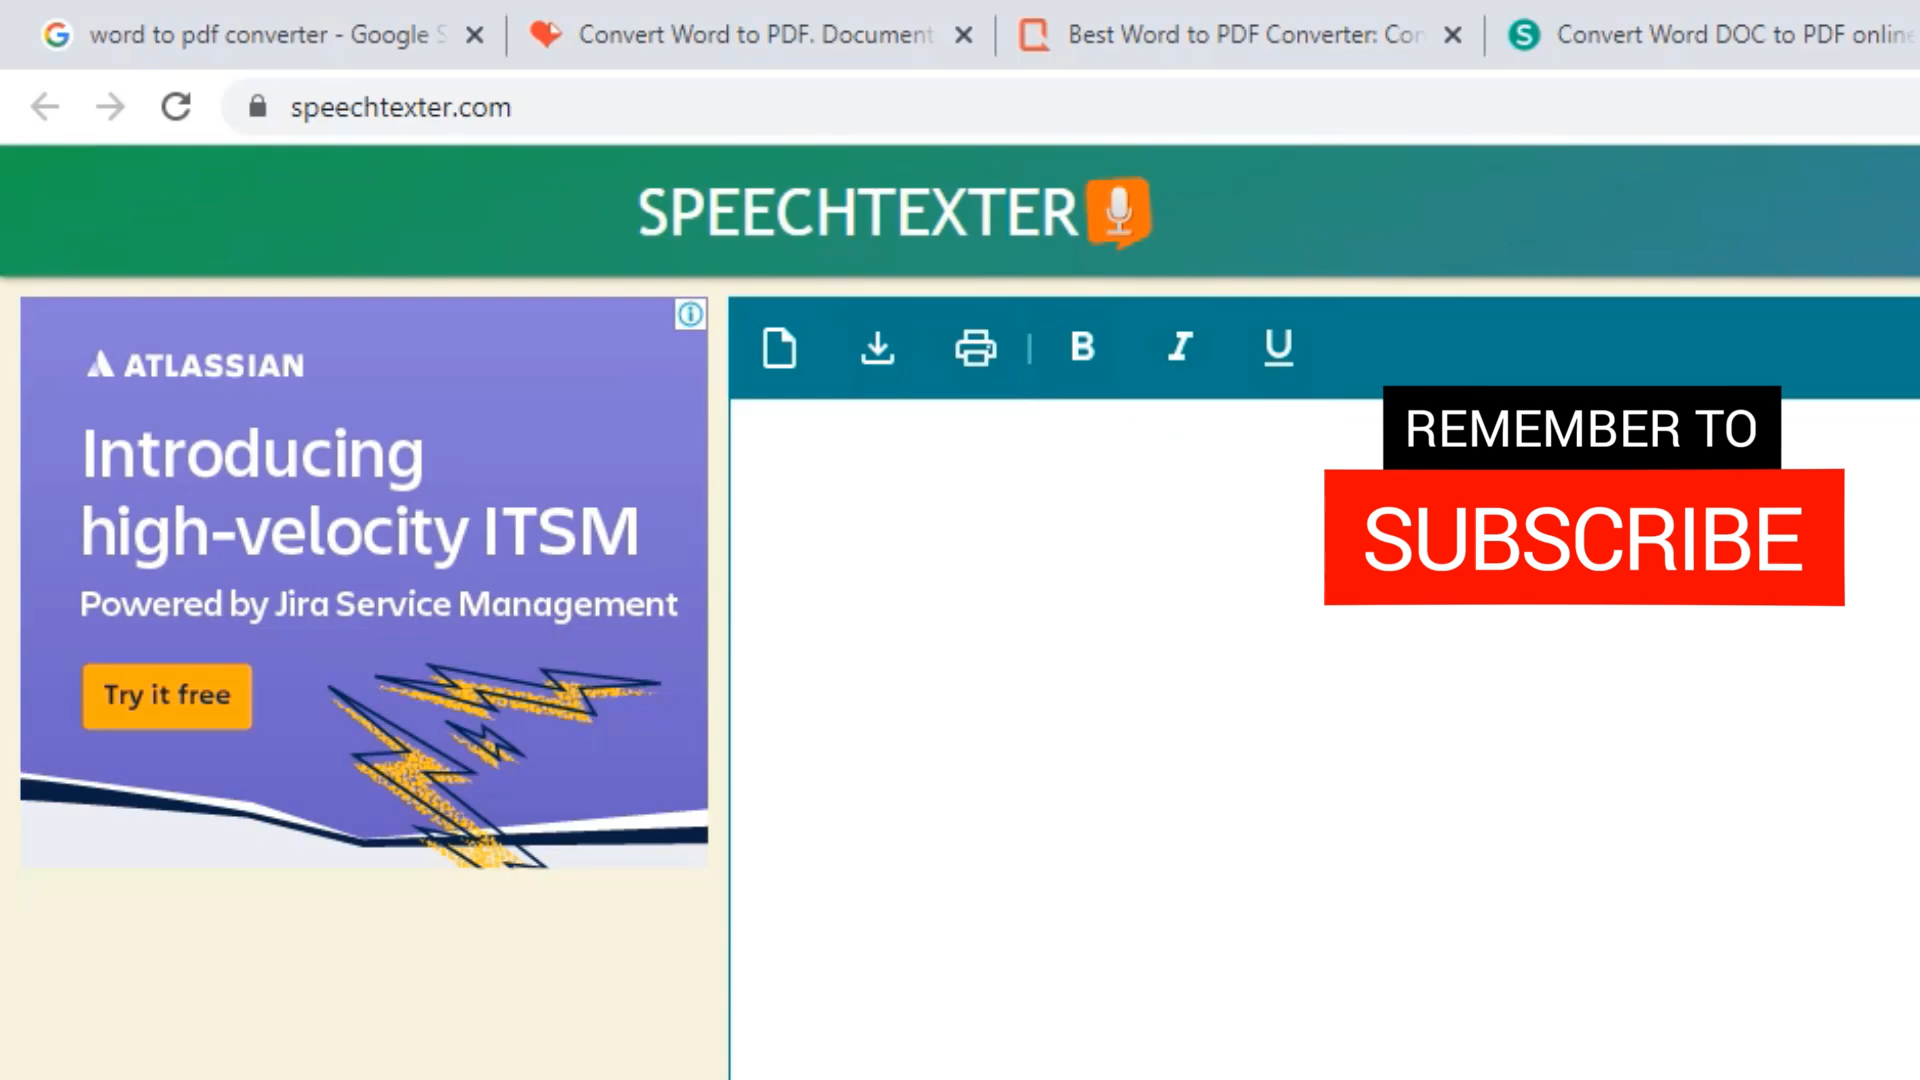 word to pdf converter - Google S
Convert Word to PDF. Document
Best Word to PDF Converter: Con
Convert Word DOC to PDF online
speechtexter.com
SPEECHTEXTER
ATLASSIAN
Introducing
high-velocity ITSM
Powered by Jira Service Management
Try it free
B I U
REMEMBER TO
SUBSCRIBE